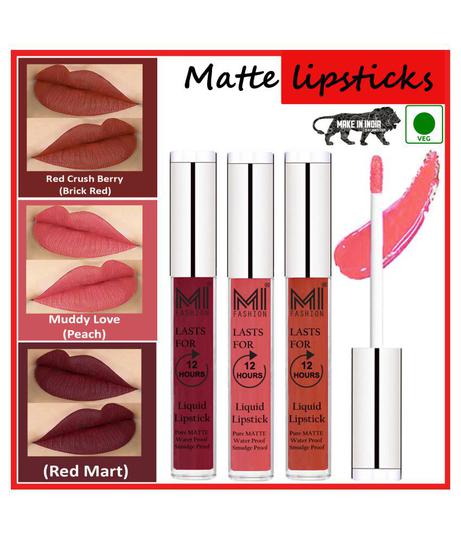 Matte lipsticks
MAKE IN INDIA
VEG
Red Crush Berry
(Brick Red)
Muddy Love
(Peach)
(Red Mart)
MI
FASHION
LASTS
FOR
12
HOURS
Liquid
Lipstick
Pure MATTE
Water Proof
Smudge Proof
MI
FASHION
LASTS
FOR
12
HOURS
Liquid
Lipstick
Pure MATTE
Water Proof
Smudge Proof
MI
FASHION
LASTS
FOR
12
HOURS
Liquid
Lipstick
Pure MATTE
Water Proof
Smudge Proof